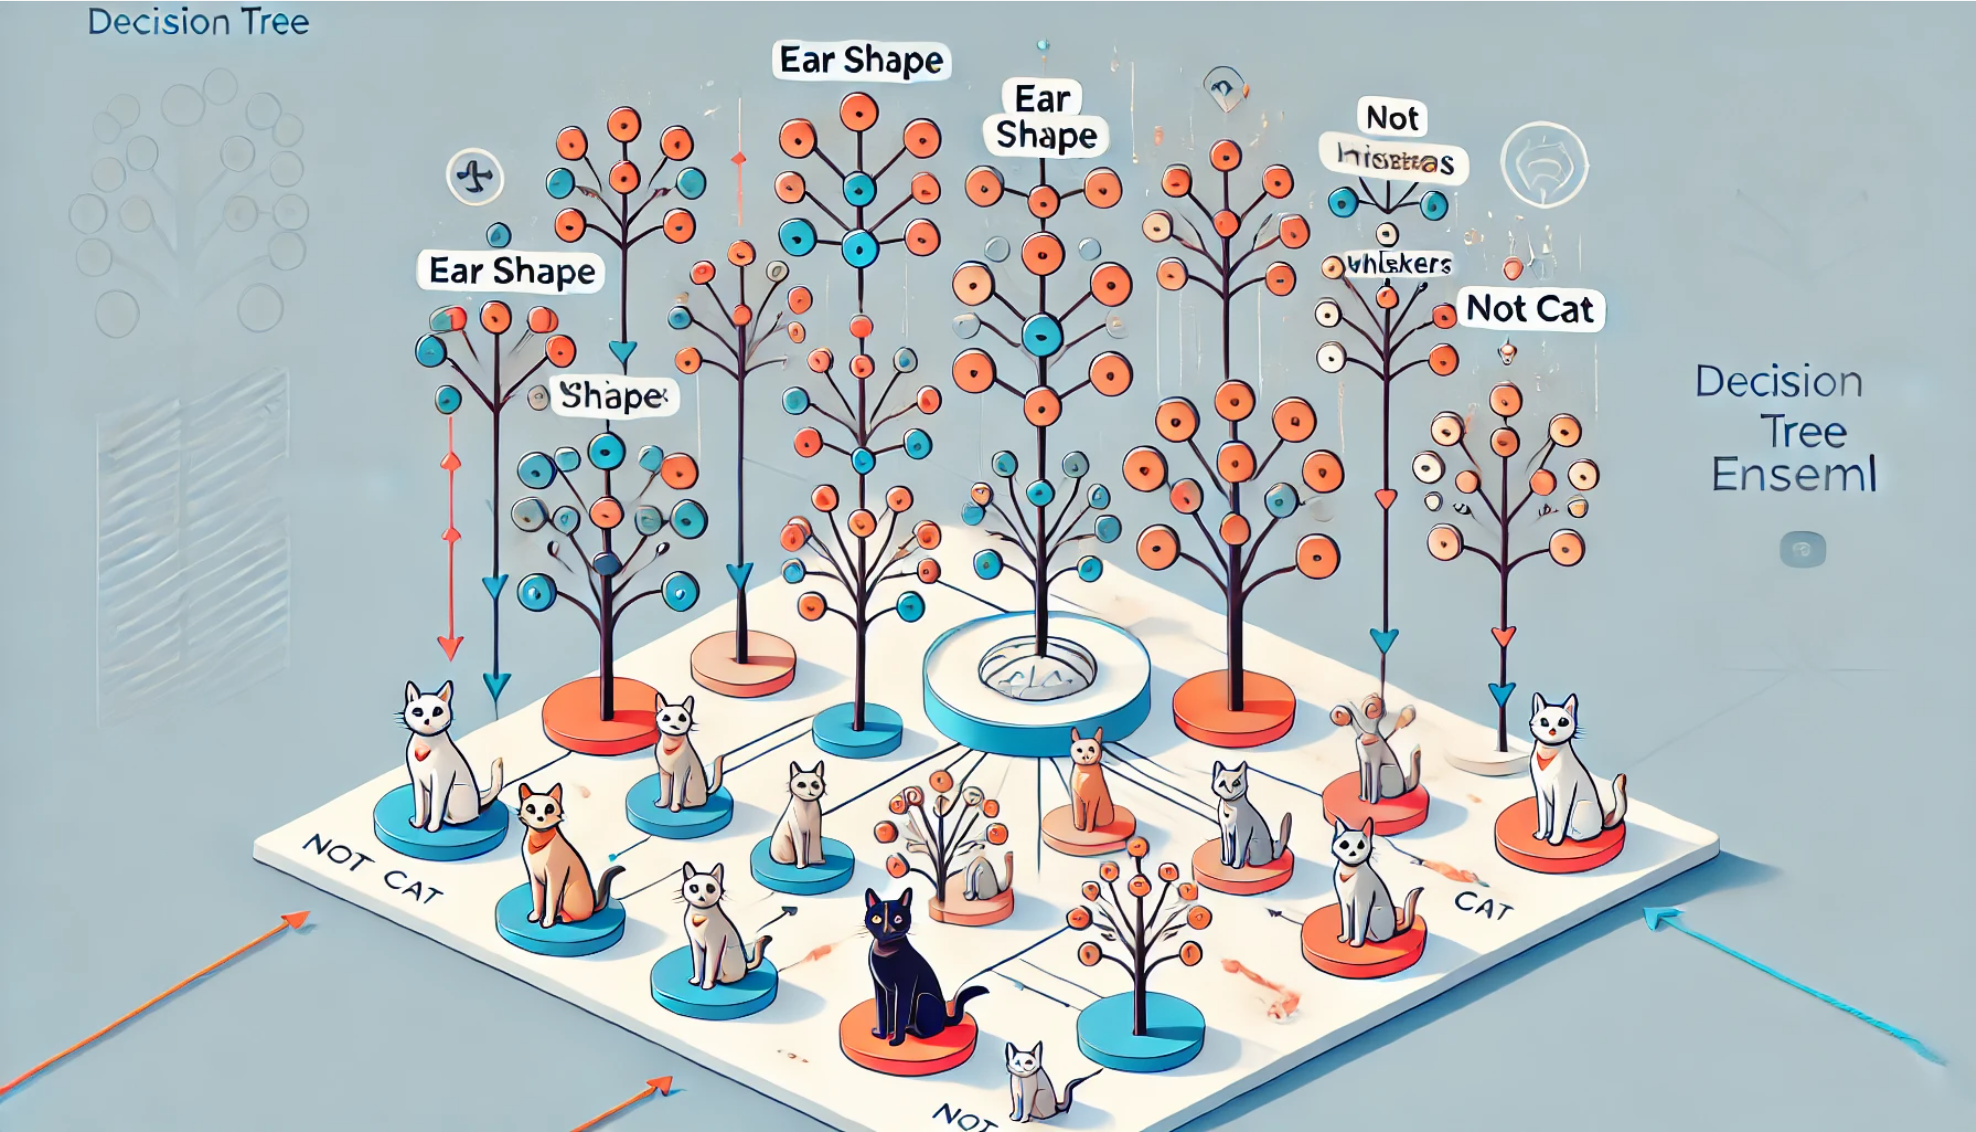 Decision Tree
Ear Shape
Ear
Shape
Not
Ear Shape
whiskers
Not Cat
Shape
Decision
Tree
Enseml
NOT CAT
CAT
NOT